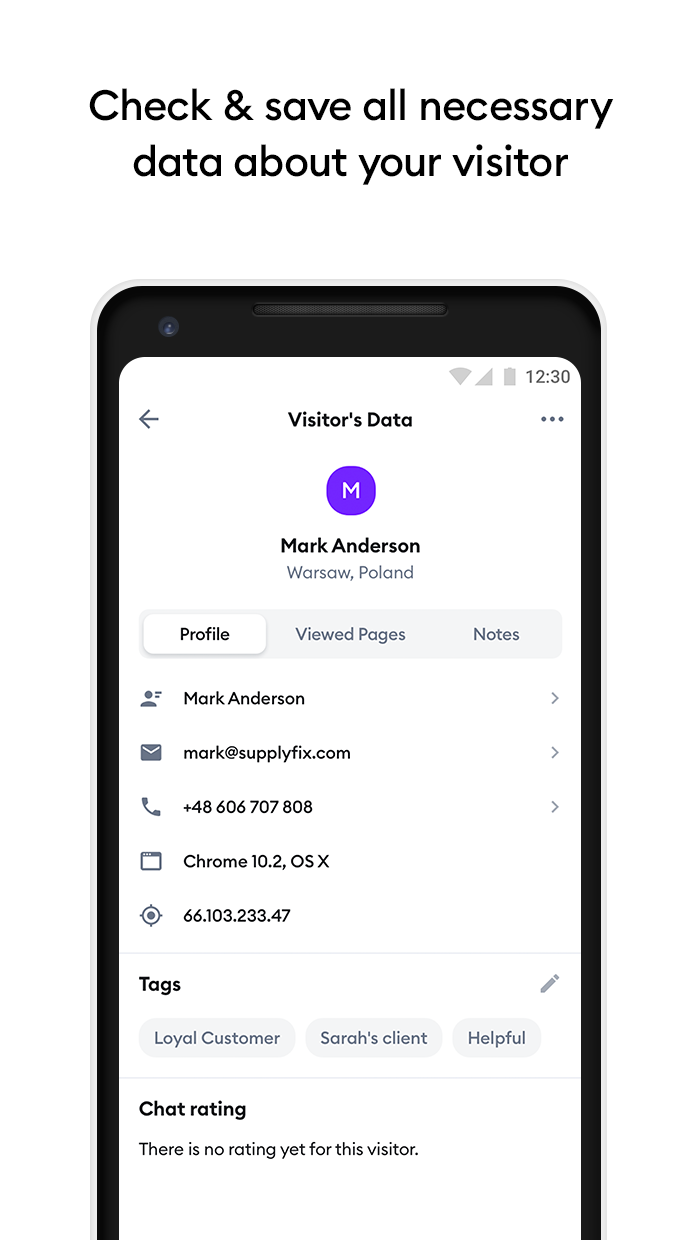 Check & save all necessary
data about your visitor
12:30
Visitor's Data
M
Mark Anderson
Warsaw, Poland
Profile Viewed Pages Notes
Mark Anderson
mark@supplyfix.com
+48 606 707 808
Chrome 10.2, OS X
66.103.233.47
Tags
Loyal Customer Sarah's client Helpful
Chat rating
There is no rating yet for this visitor.